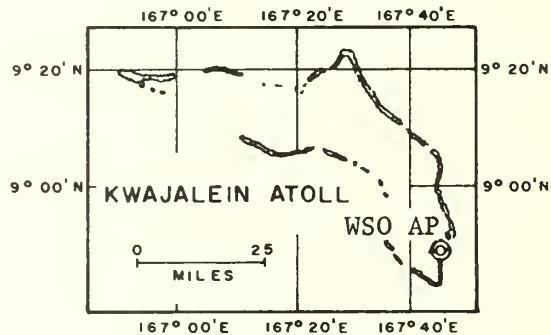 167° 00' E 167° 20' E 167° 40' E
9° 20' N 9° 20' N
9° 00' N 9° 00' N
KWAJALEIN ATOLL
WSO AP
0 25
MILES
167° 00' E 167° 20' E 167° 40' E